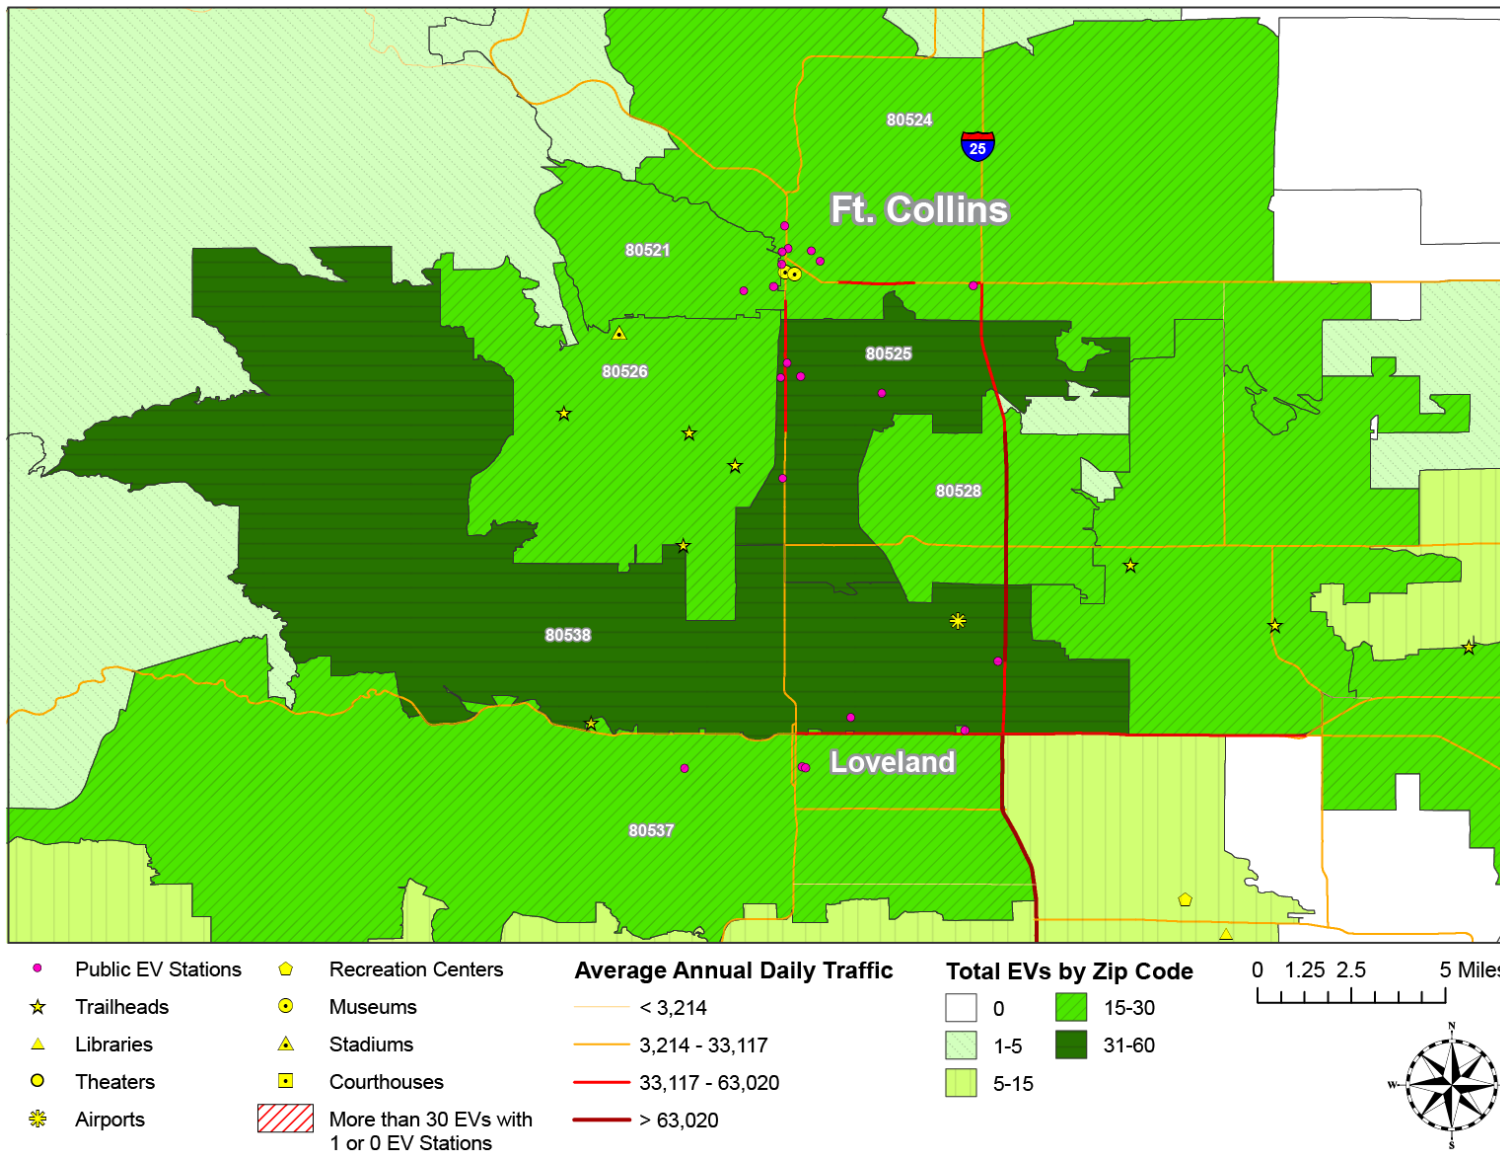 80524
25
Ft. Collins
80521
80525
80526
80528
80538
Loveland
80537
Public EV Stations
Trailheads
Libraries
Theaters
Airports
Recreation Centers
Museums
Stadiums
Courthouses
More than 30 EVs with
1 or 0 EV Stations
Average Annual Daily Traffic
< 3,214
3,214 - 33,117
33,117 - 63,020
> 63,020
Total EVs by Zip Code
0
1-5
5-15
15-30
31-60
0 1.25 2.5 5 Miles
N
W
S